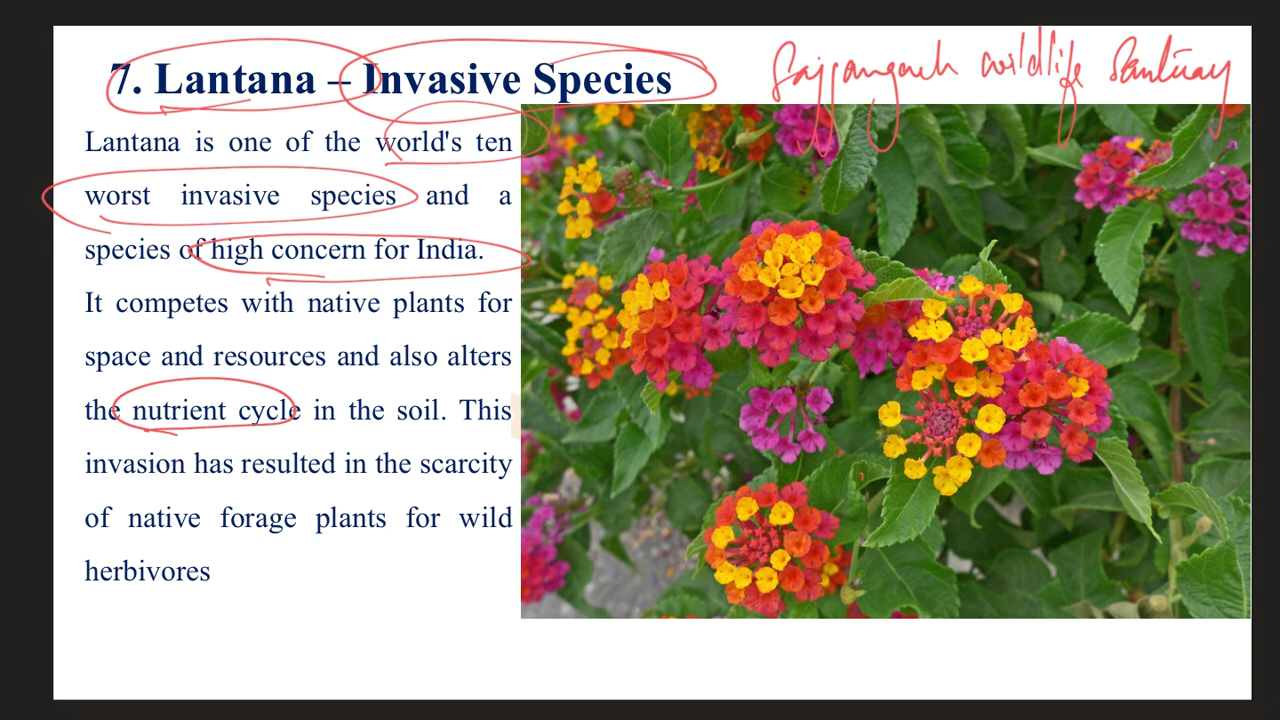 7. Lantana – Invasive Species
wildlife Santuary
Lantana is one of the world's ten
worst invasive species and a
species of high concern for India.
It competes with native plants for
space and resources and also alters
the nutrient cycle in the soil. This
invasion has resulted in the scarcity
of native forage plants for wild
herbivores